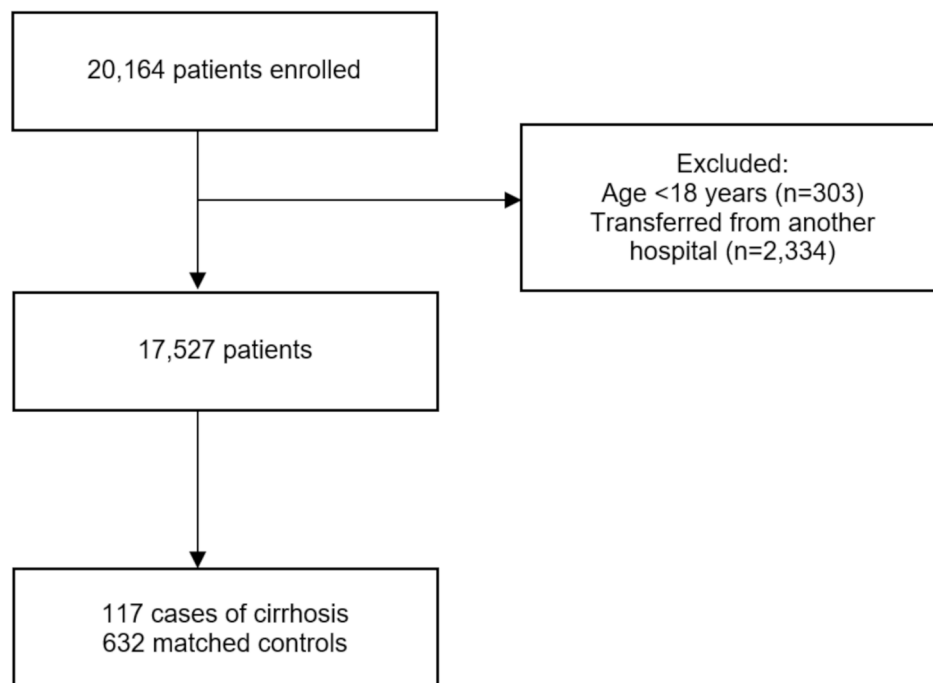 20,164 patients enrolled
Excluded:
Age <18 years (n=303)
Transferred from another
hospital (n=2,334)
17,527 patients
117 cases of cirrhosis
632 matched controls